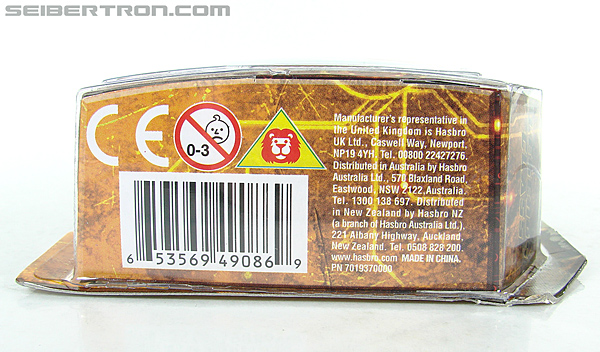 SEIBERTRON.COM
CE
0-3
Manufacturer's representative in
the United Kingdom is Hasbro
UK Ltd., Caswell Way, Newport,
NP19 4YH. Tel. 00800 22427276.
Distributed in Australia by Hasbro
Australia Ltd., 570 Blaxland Road,
Eastwood, NSW 2122, Australia.
Tel. 1300 138 697. Distributed
in New Zealand by Hasbro NZ
(a branch of Hasbro Australia Ltd.).
221 Albany Highway, Auckland,
New Zealand. Tel. 0508 828 200.
www.hasbro.com MADE IN CHINA.
PN 7019370000
6 53569 49086 9